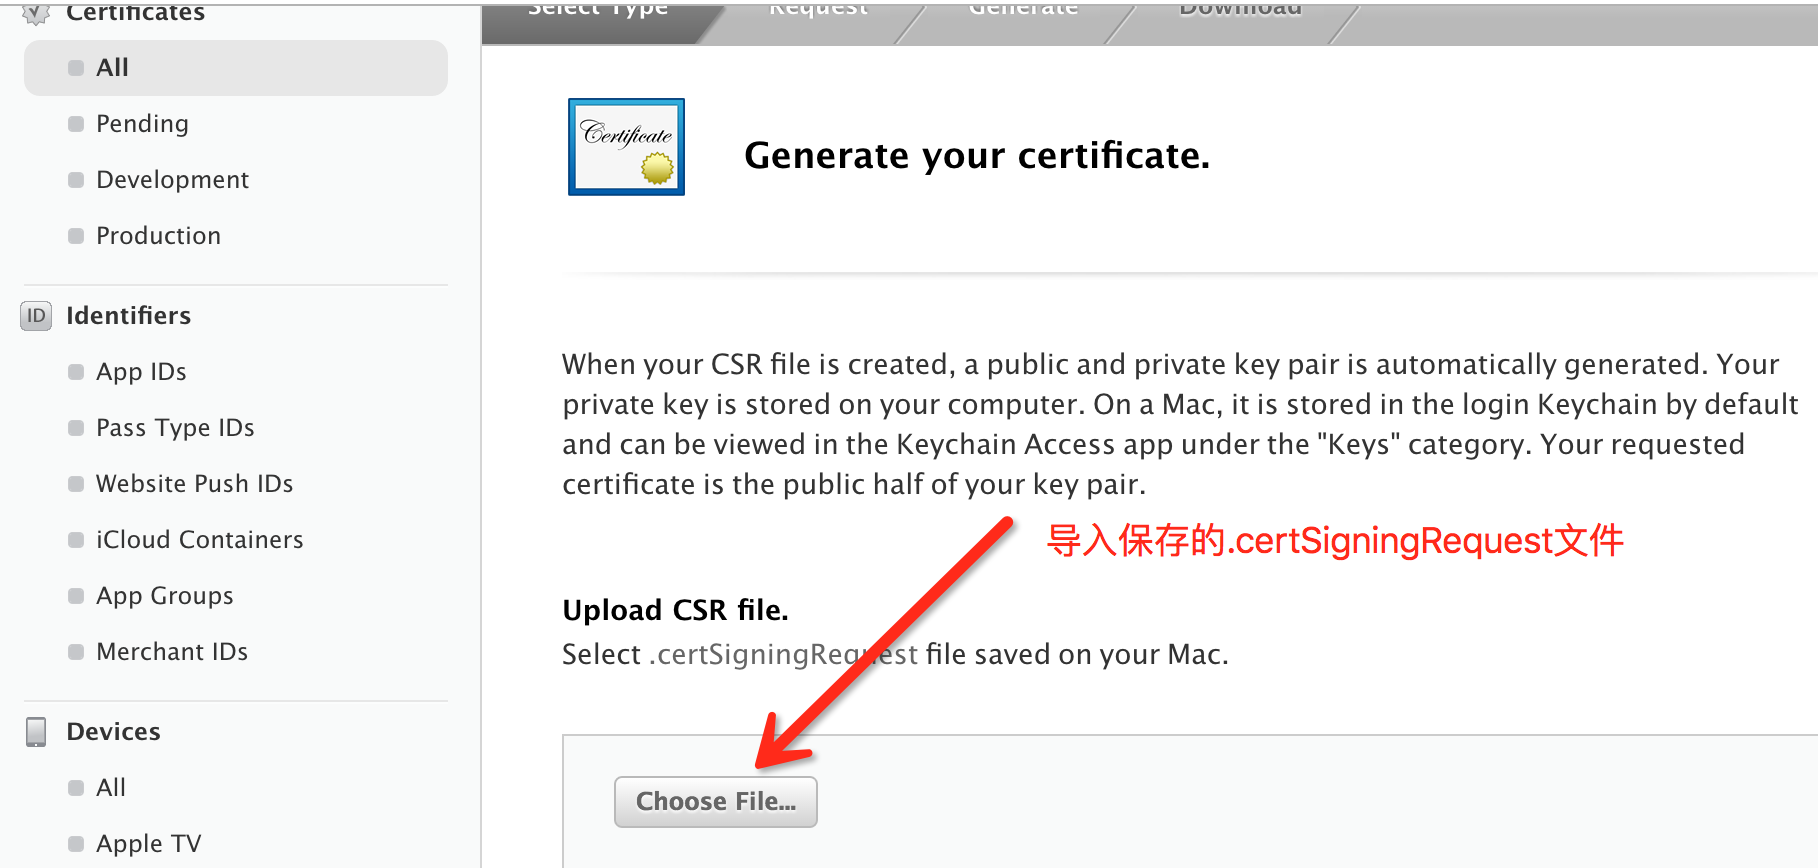 Certificates
All
Pending
Development
Production
ID
Identifiers
App IDs
Pass Type IDs
Website Push IDs
iCloud Containers
App Groups
Merchant IDs
Devices
All
Apple TV
Select Type
Request
Generate
Download
Certificate
Generate your certificate.
When your CSR file is created, a public and private key pair is automatically generated. Your
private key is stored on your computer. On a Mac, it is stored in the login Keychain by default
and can be viewed in the Keychain Access app under the "Keys" category. Your requested
certificate is the public half of your key pair.
导入保存的.certSigningRequest文件
Upload CSR file.
Select .certSigningRequest file saved on your Mac.
Choose File...